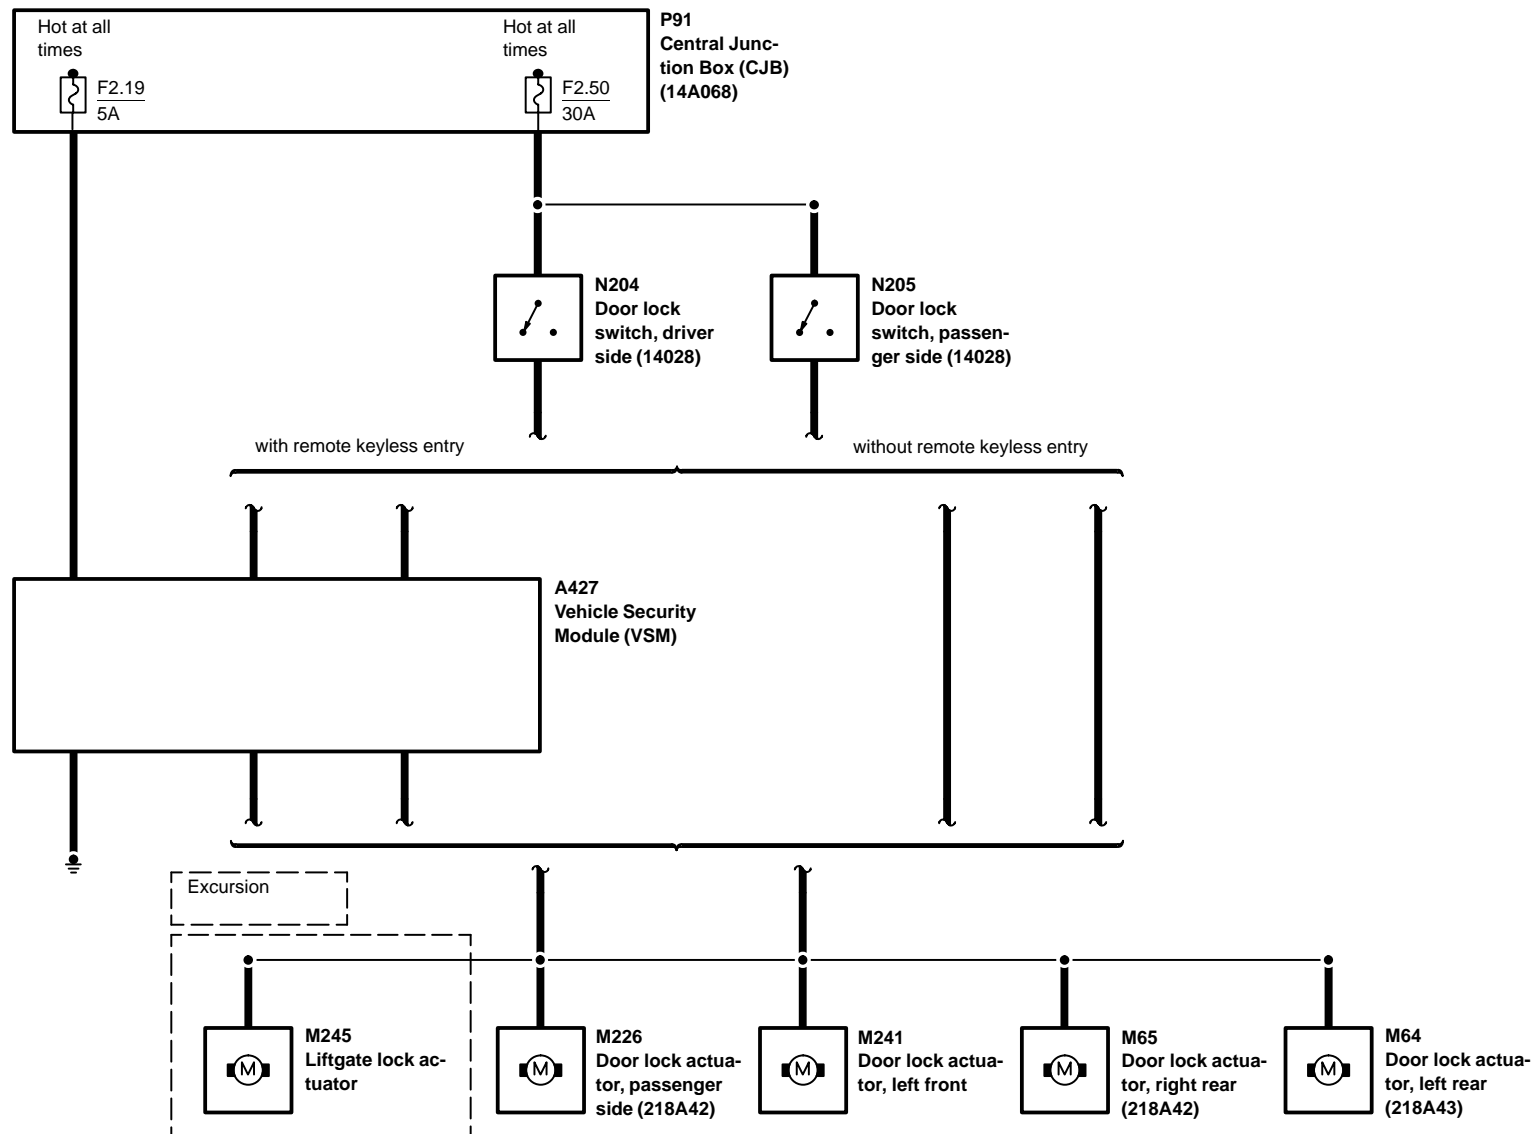 Hot at all
times
F2.19
5A
Hot at all
times
F2.50
30A
P91
Central Junc-
tion Box (CJB)
(14A068)
N204
Door lock
switch, driver
side (14028)
N205
Door lock
switch, passen-
ger side (14028)
with remote keyless entry
without remote keyless entry
A427
Vehicle Security
Module (VSM)
Excursion
M
M245
Liftgate lock ac-
tuator
M
M226
Door lock actua-
tor, passenger
side (218A42)
M
M241
Door lock actua-
tor, left front
M
M65
Door lock actua-
tor, right rear
(218A42)
M
M64
Door lock actua-
tor, left rear
(218A43)